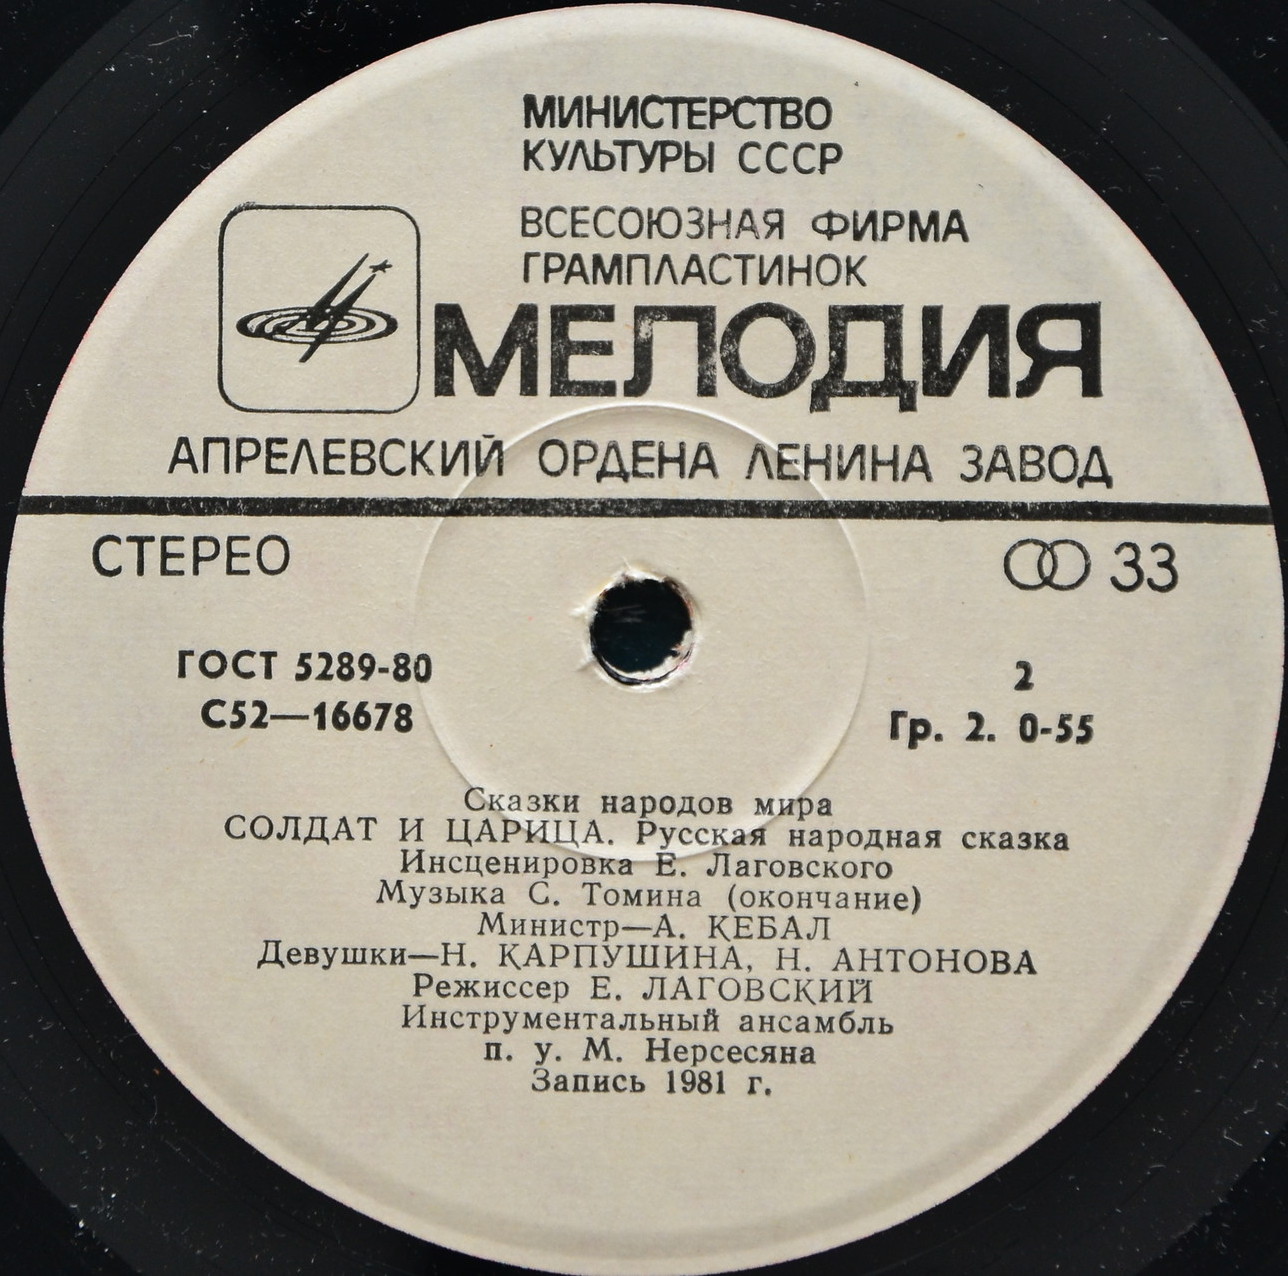 МИНИСТЕРСТВО
КУЛЬТУРЫ СССР
ВСЕСОЮЗНАЯ ФИРМА
ГРАМПЛАСТИНОК
МЕЛОДИЯ
АПРЕЛЕВСКИЙ ОРДЕНА ЛЕНИНА ЗАВОД
СТЕРЕО
33
ГОСТ 5289-80
С52—16678
2
Гр. 2. 0-55
Сказки народов мира
СОЛДАТ И ЦАРИЦА. Русская народная сказка
Инсценировка Е. Лаговского
Музыка С. Томина (окончание)
Министр—А. КЕБАЛ
Девушки—Н. КАРПУШИНА, Н. АНТОНОВА
Режиссер Е. ЛАГОВСКИЙ
Инструментальный ансамбль
п. у. М. Нерсесяна
Запись 1981 г.